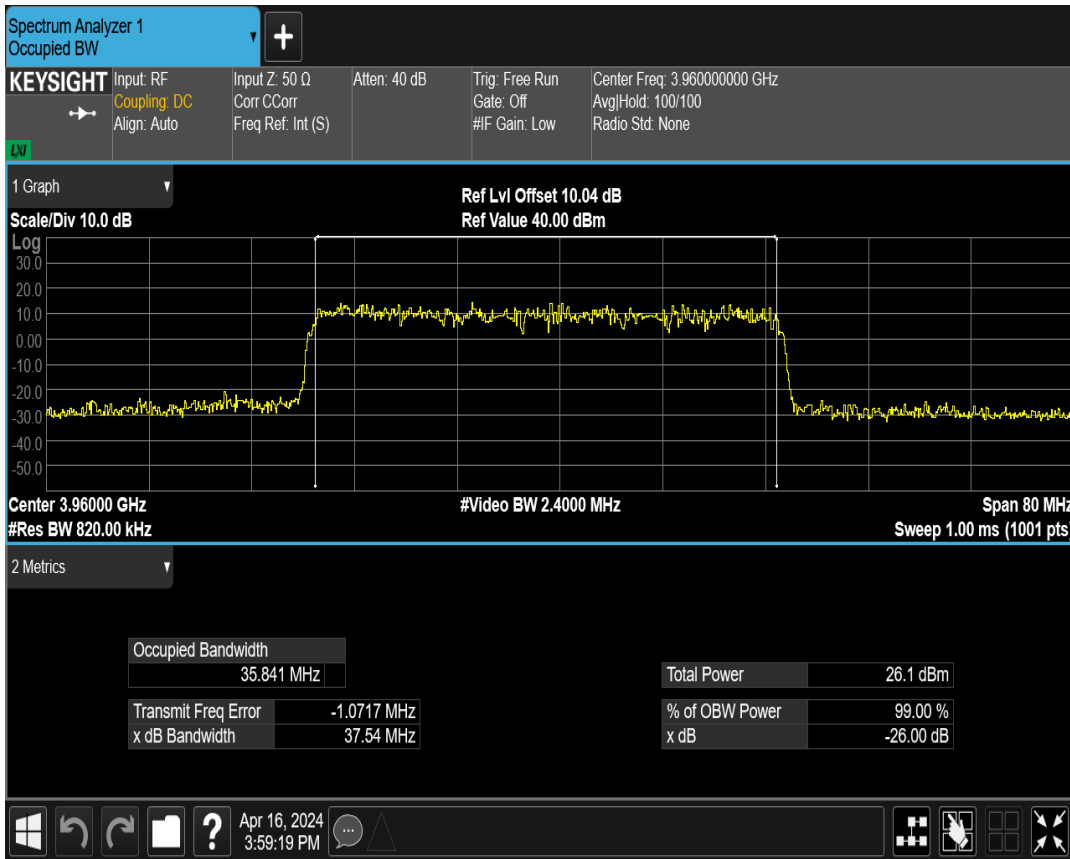 Spectrum Analyzer 1
Occupied BW
+
KEYSIGHT
LXI
Input: RF
Coupling: DC
Align: Auto
Input Z: 50 Ω
Corr CCorr
Freq Ref: Int (S)
Atten: 40 dB
Trig: Free Run
Gate: Off
#IF Gain: Low
Center Freq: 3.960000000 GHz
Avg|Hold: 100/100
Radio Std: None
1 Graph
Scale/Div 10.0 dB
Ref Lvl Offset 10.04 dB
Ref Value 40.00 dBm
Log
30.0
20.0
10.0
0.00
-10.0
-20.0
-30.0
-40.0
-50.0
Center 3.96000 GHz
#Video BW 2.4000 MHz
Span 80 MHz
#Res BW 820.00 kHz
Sweep 1.00 ms (1001 pts)
2 Metrics
Occupied Bandwidth
35.841 MHz
Total Power 26.1 dBm
Transmit Freq Error -1.0717 MHz
% of OBW Power 99.00 %
x dB Bandwidth 37.54 MHz
x dB -26.00 dB
?
Apr 16, 2024
3:59:19 PM